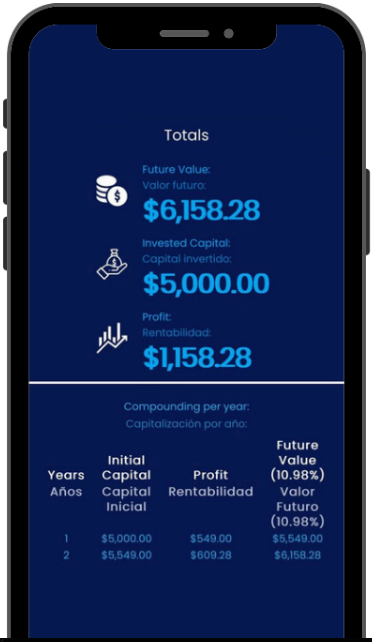 Totals
Future Value:
Valor futuro:
$6,158.28
Invested Capital:
Capital invertido:
$5,000.00
Profit:
Rentabilidad:
$1,158.28
Compounding per year:
Capitalización por año:
Years
Años
Initial
Capital
Capital
Inicial
Profit
Rentabilidad
Future
Value
(10.98%)
Valor
Futuro
(10.98%)
1 $5,000.00 $549.00 $5,549.00
2 $5,549.00 $609.28 $6,158.28